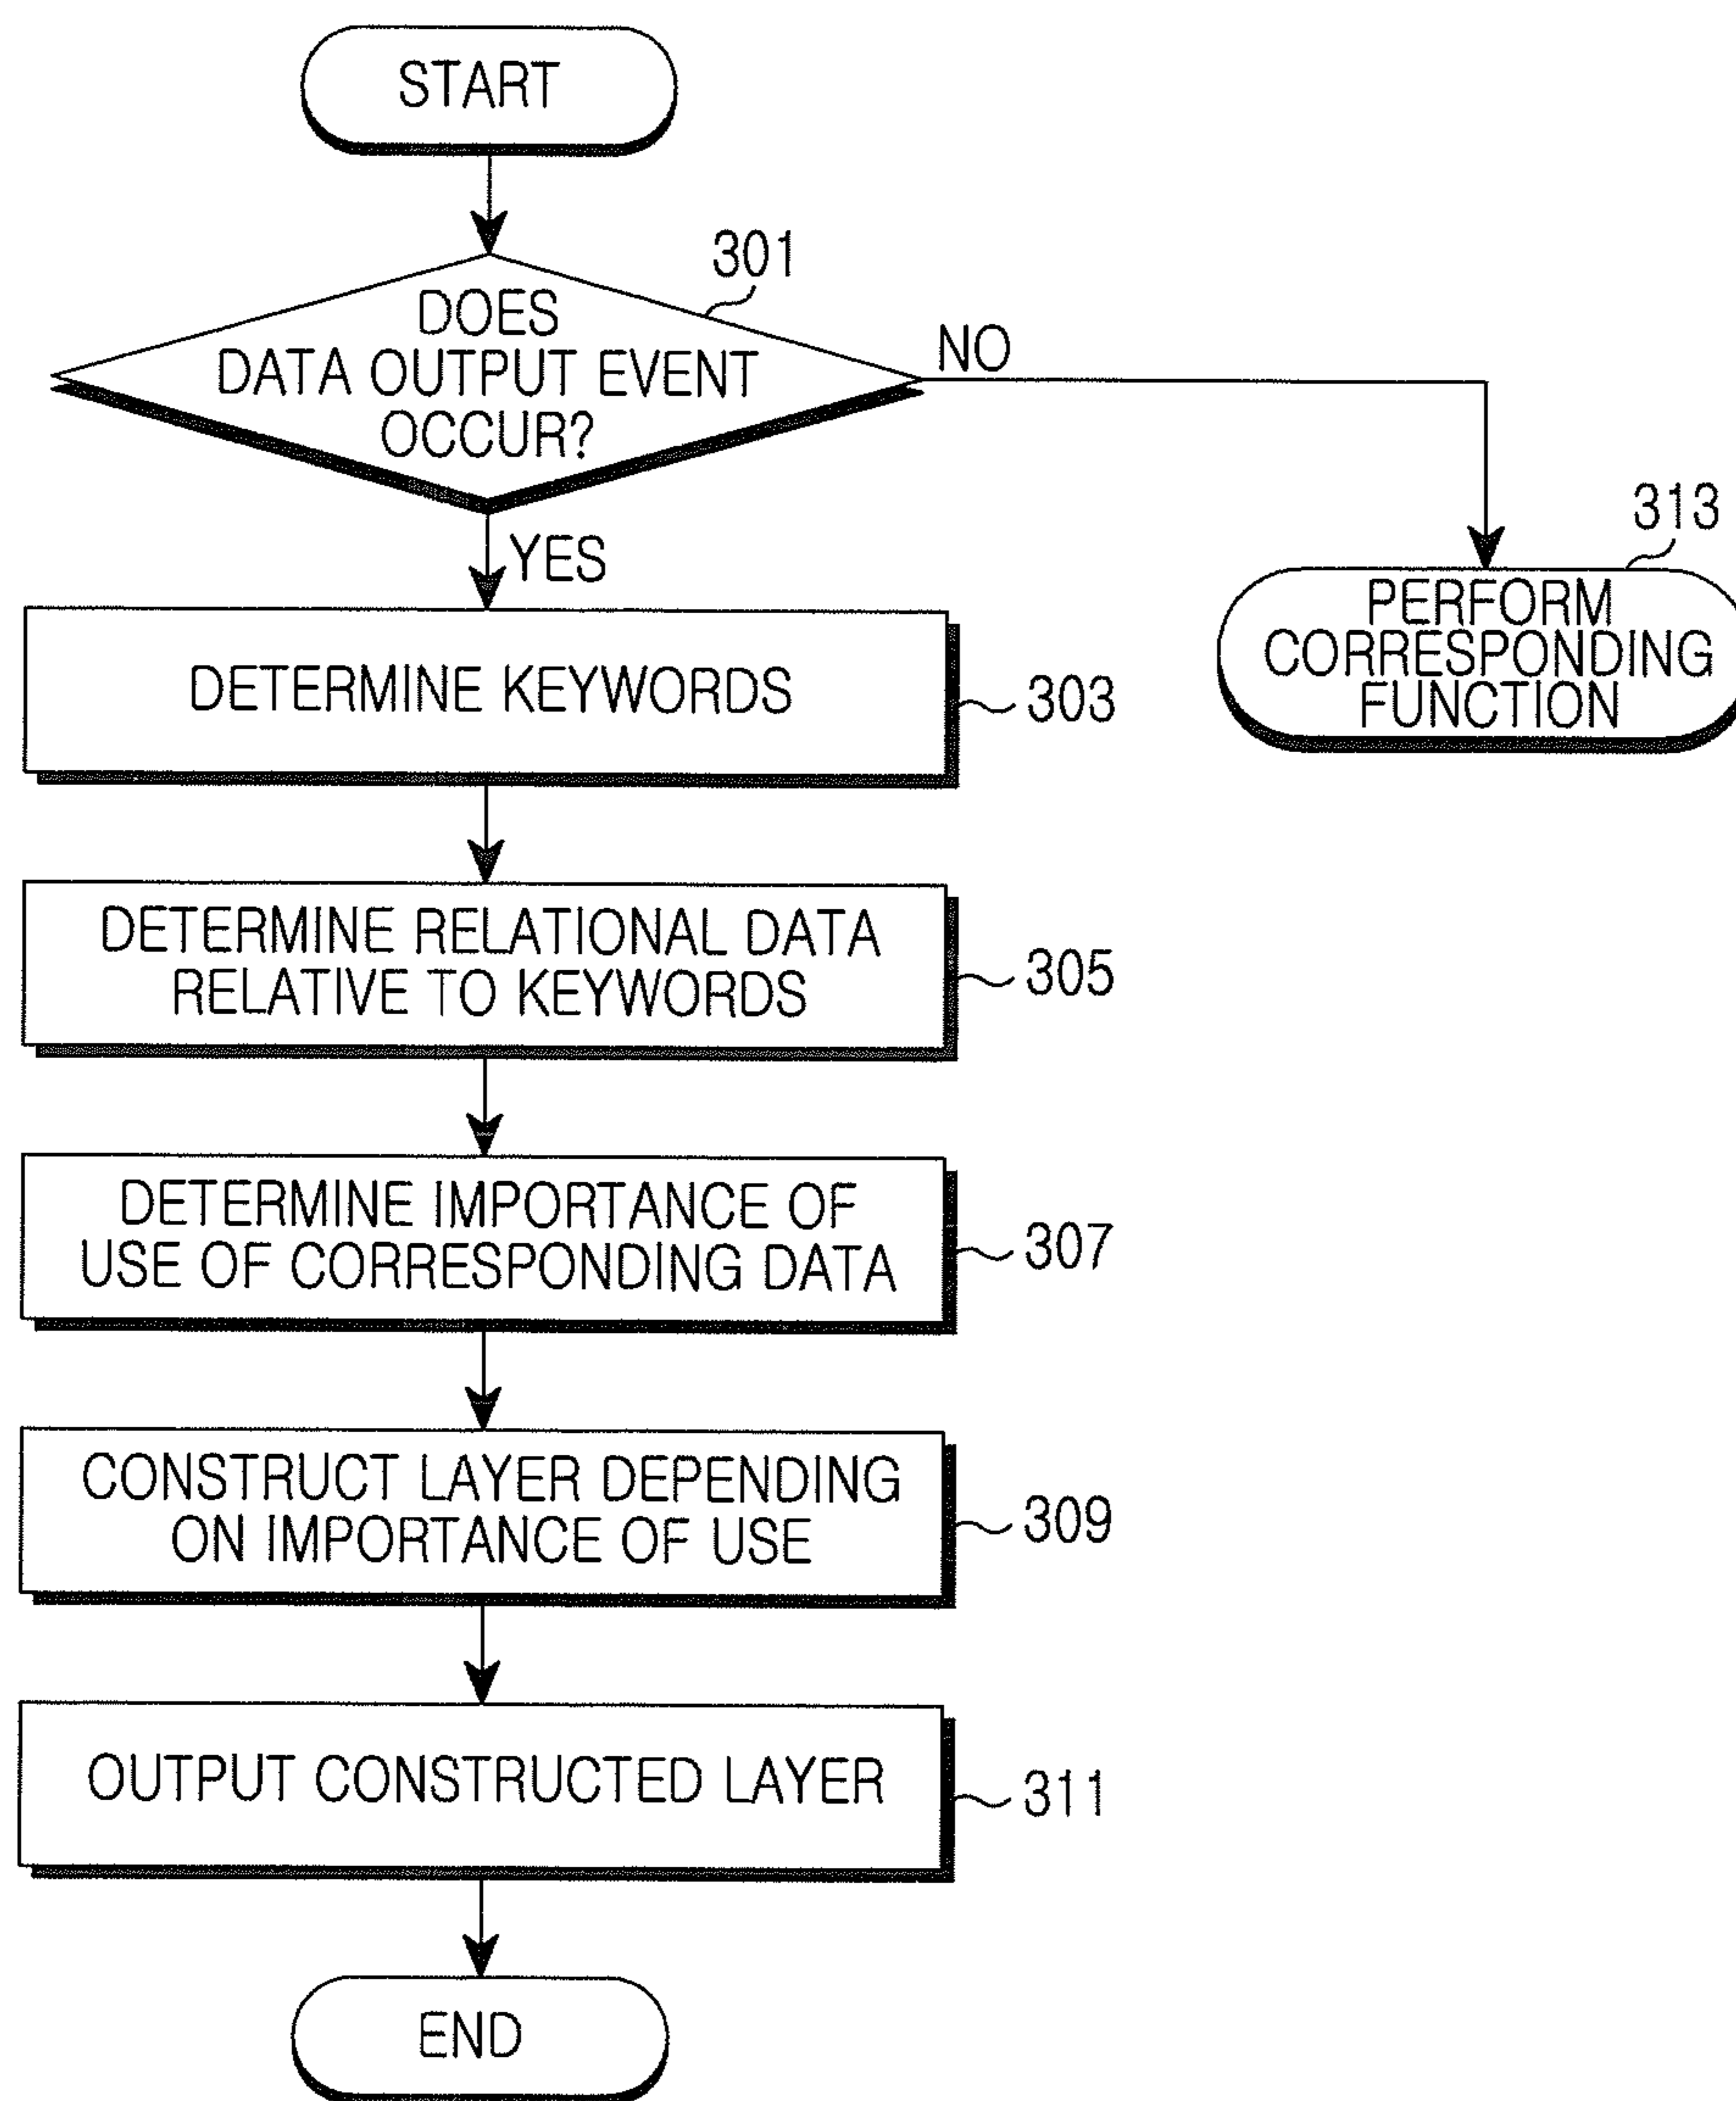 START
301
DOES
DATA OUTPUT EVENT
OCCUR?
NO
YES
313
PERFORM
CORRESPONDING
FUNCTION
DETERMINE KEYWORDS
303
DETERMINE RELATIONAL DATA
RELATIVE TO KEYWORDS
305
DETERMINE IMPORTANCE OF
USE OF CORRESPONDING DATA
307
CONSTRUCT LAYER DEPENDING
ON IMPORTANCE OF USE
309
OUTPUT CONSTRUCTED LAYER
311
END